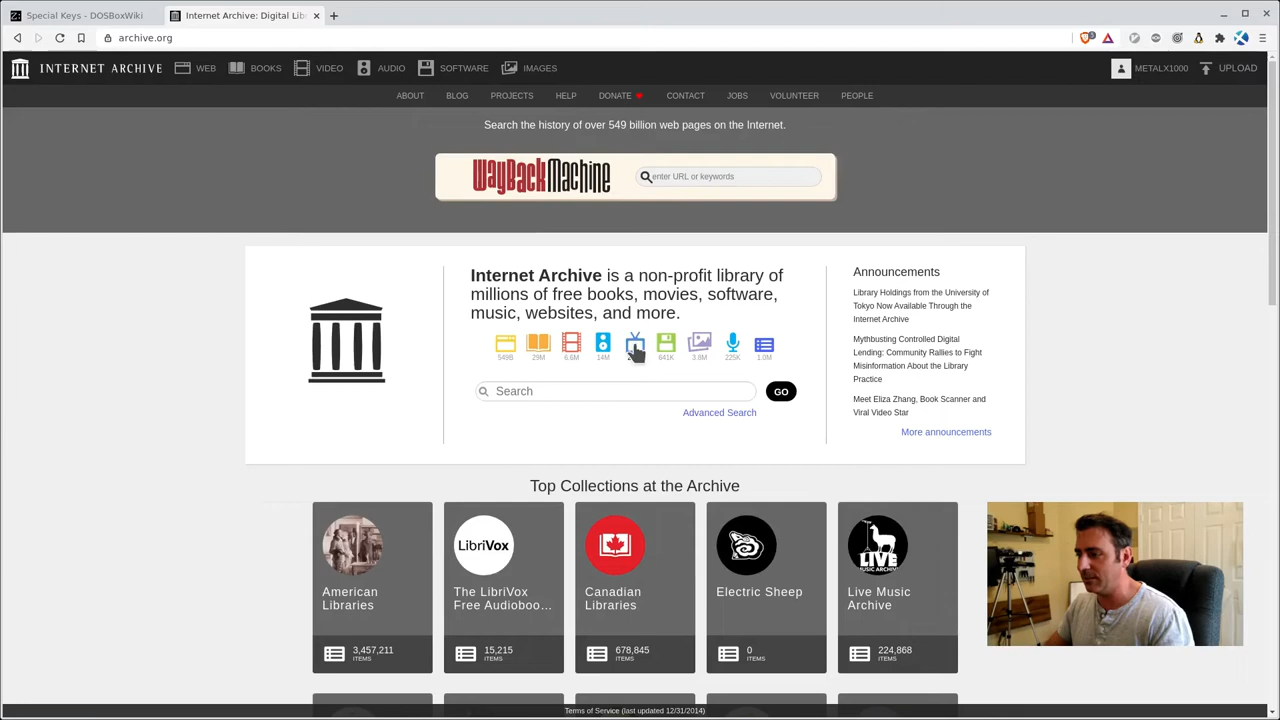 Special Keys - DOSBoxWiki
Internet Archive: Digital Lib
archive.org
INTERNET ARCHIVE
WEB
BOOKS
VIDEO
AUDIO
SOFTWARE
IMAGES
METALX1000
UPLOAD
ABOUT
BLOG
PROJECTS
HELP
DONATE
CONTACT
JOBS
VOLUNTEER
PEOPLE
Search the history of over 549 billion web pages on the Internet.
WayBackMachine
enter URL or keywords
Internet Archive is a non-profit library of
millions of free books, movies, software,
music, websites, and more.
549B
29M
6.6M
14M
641K
3.8M
225K
1.0M
Search
GO
Advanced Search
Announcements
Library Holdings from the University of
Tokyo Now Available Through the
Internet Archive
Mythbusting Controlled Digital
Lending: Community Rallies to Fight
Misinformation About the Library
Practice
Meet Eliza Zhang, Book Scanner and
Viral Video Star
More announcements
Top Collections at the Archive
American
Libraries
3,457,211
ITEMS
LibriVox
The LibriVox
Free Audioboo...
15,215
ITEMS
Canadian
Libraries
678,845
ITEMS
Electric Sheep
0
ITEMS
LIVE
MUSIC ARCHIVE
Live Music
Archive
224,868
ITEMS
Terms of Service (last updated 12/31/2014)